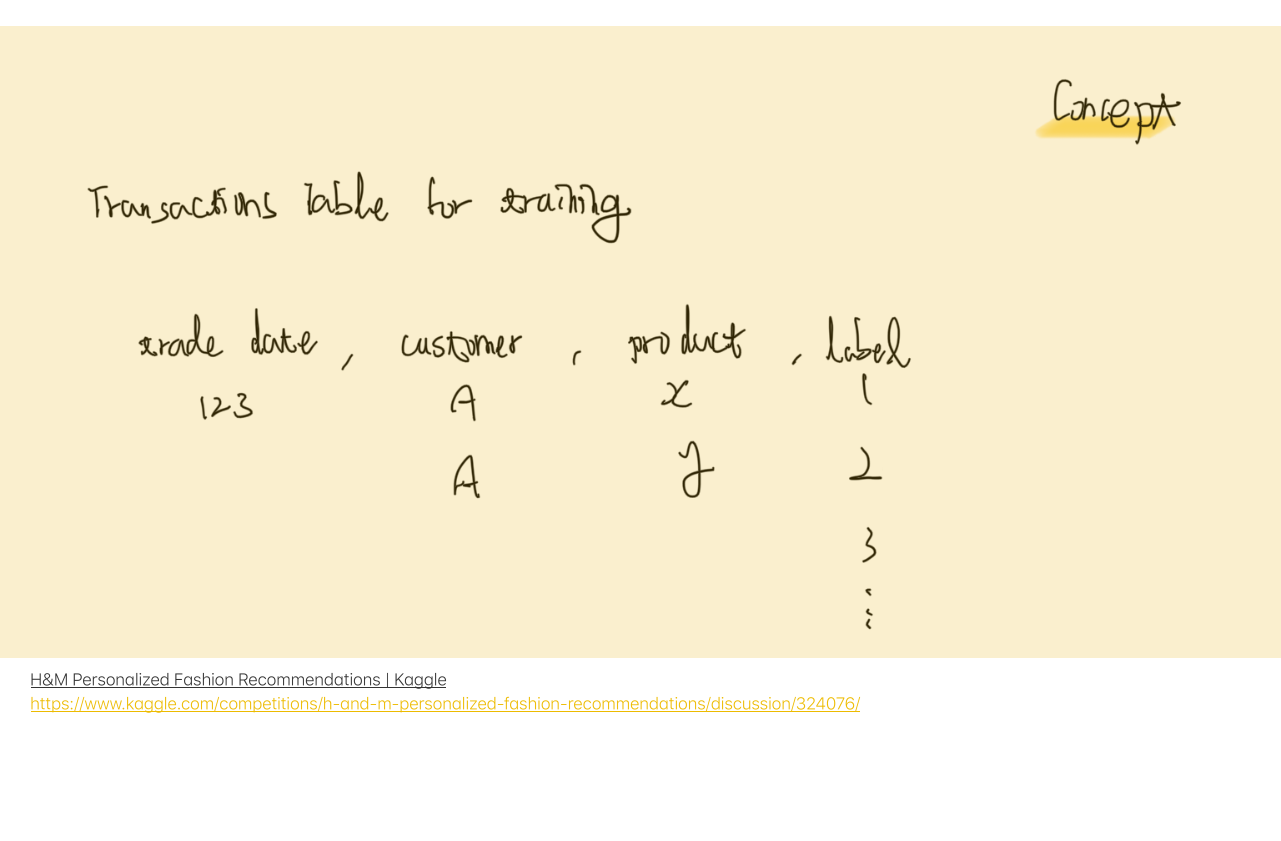 Concept
Transactions Table for training
trade date, customer, product, label
123 A x 1
A y 2
3
⋮
H&M Personalized Fashion Recommendations | Kaggle
https://www.kaggle.com/competitions/h-and-m-personalized-fashion-recommendations/discussion/324076/